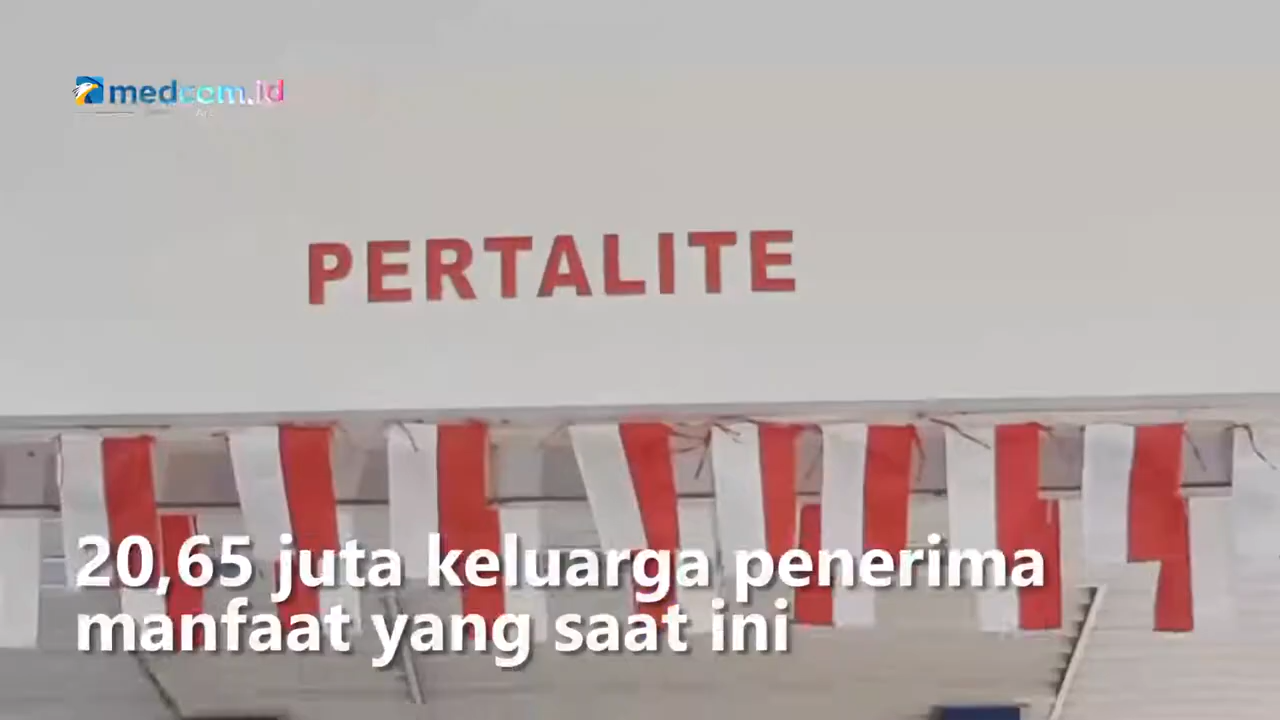 medcom.id
PERTALITE
20,65 juta keluarga penerima
manfaat yang saat ini